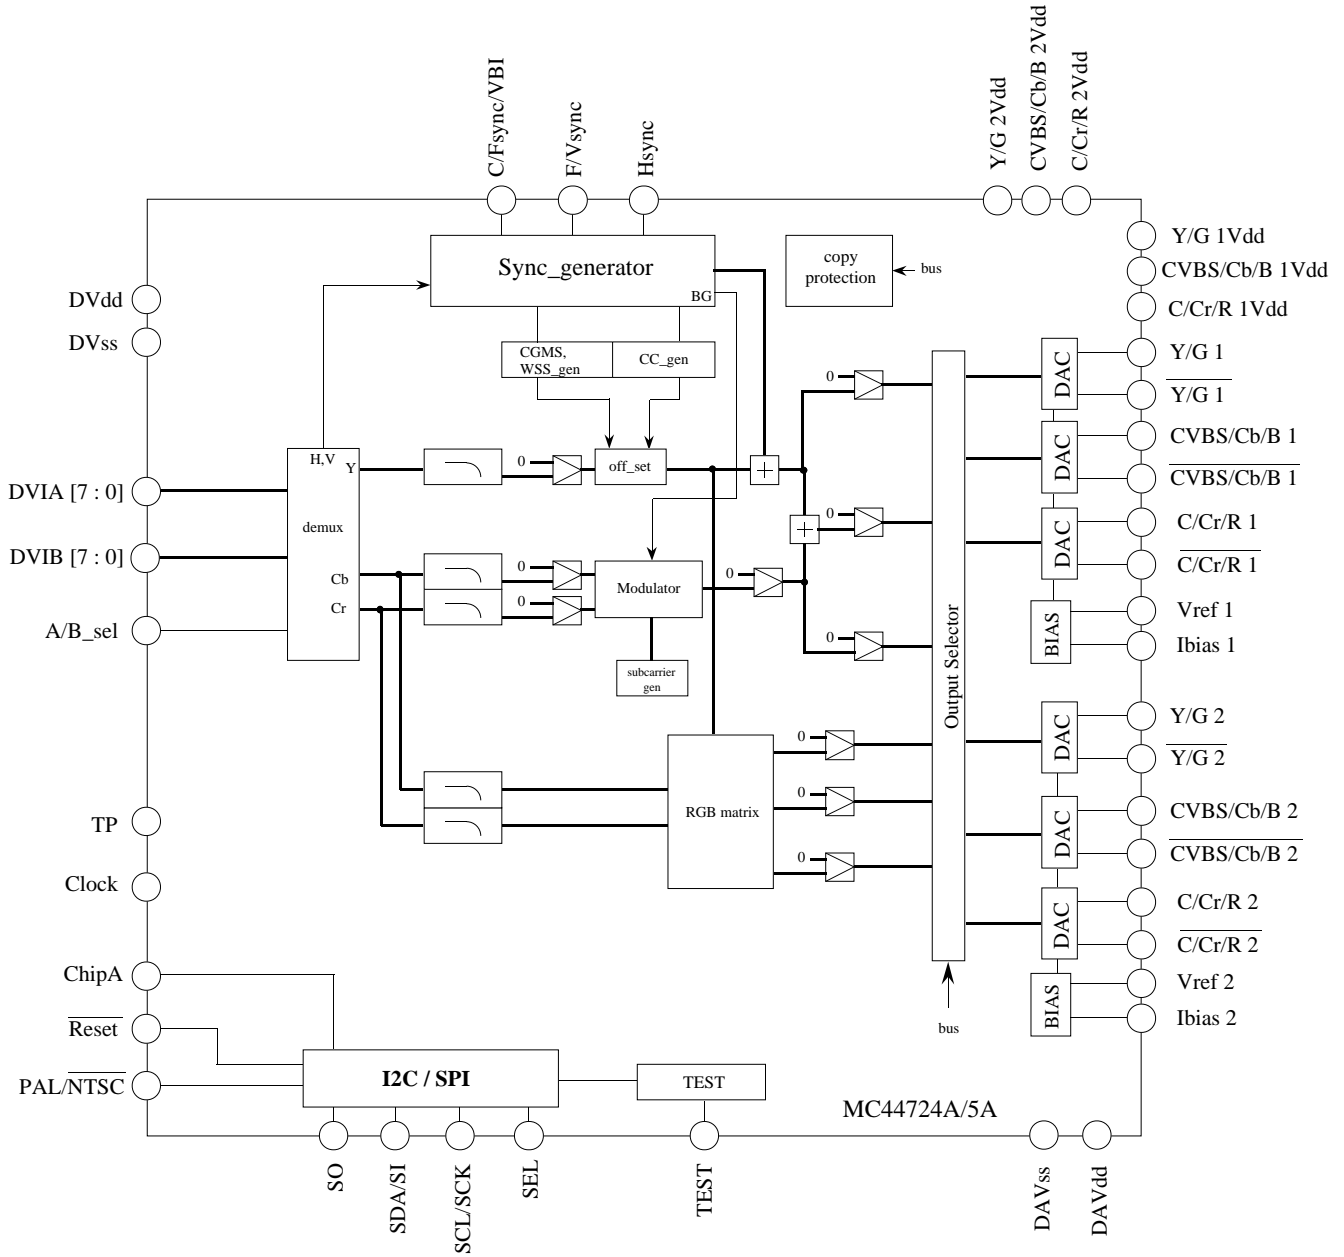 C/Fsync/VBI
F/Vsync
Hsync
Y/G 2Vdd
CVBS/Cb/B 2Vdd
C/Cr/R 2Vdd
Y/G 1Vdd
CVBS/Cb/B 1Vdd
C/Cr/R 1Vdd
Sync_generator
BG
copy
protection
bus
DVdd
DVss
CGMS,
WSS_gen
CC_gen
0
Y/G 1
DAC
Y/G 1
H,V
Y
0
off_set
+
CVBS/Cb/B 1
DAC
CVBS/Cb/B 1
DVIA [7 : 0]
demux
+
0
C/Cr/R 1
DAC
C/Cr/R 1
DVIB [7 : 0]
Cb
0
Modulator
0
Cr
0
A/B_sel
0
Vref 1
BIAS
Ibias 1
subcarrier
gen
Output Selector
Y/G 2
DAC
Y/G 2
0
RGB matrix
0
CVBS/Cb/B 2
DAC
CVBS/Cb/B 2
0
TP
Clock
C/Cr/R 2
DAC
C/Cr/R 2
ChipA
Vref 2
BIAS
Ibias 2
bus
Reset
PAL/NTSC
I2C / SPI
TEST
MC44724A/5A
SO
SDA/SI
SCL/SCK
SEL
TEST
DAVss
DAVdd